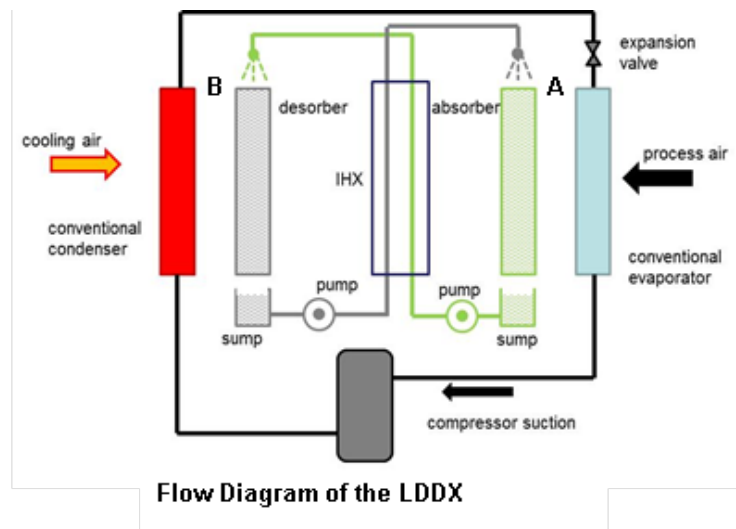 expansion
valve
B
A
desorber
absorber
cooling air
process air
IHX
conventional
condenser
conventional
evaporator
pump
pump
sump
sump
compressor suction
Flow Diagram of the LDDX